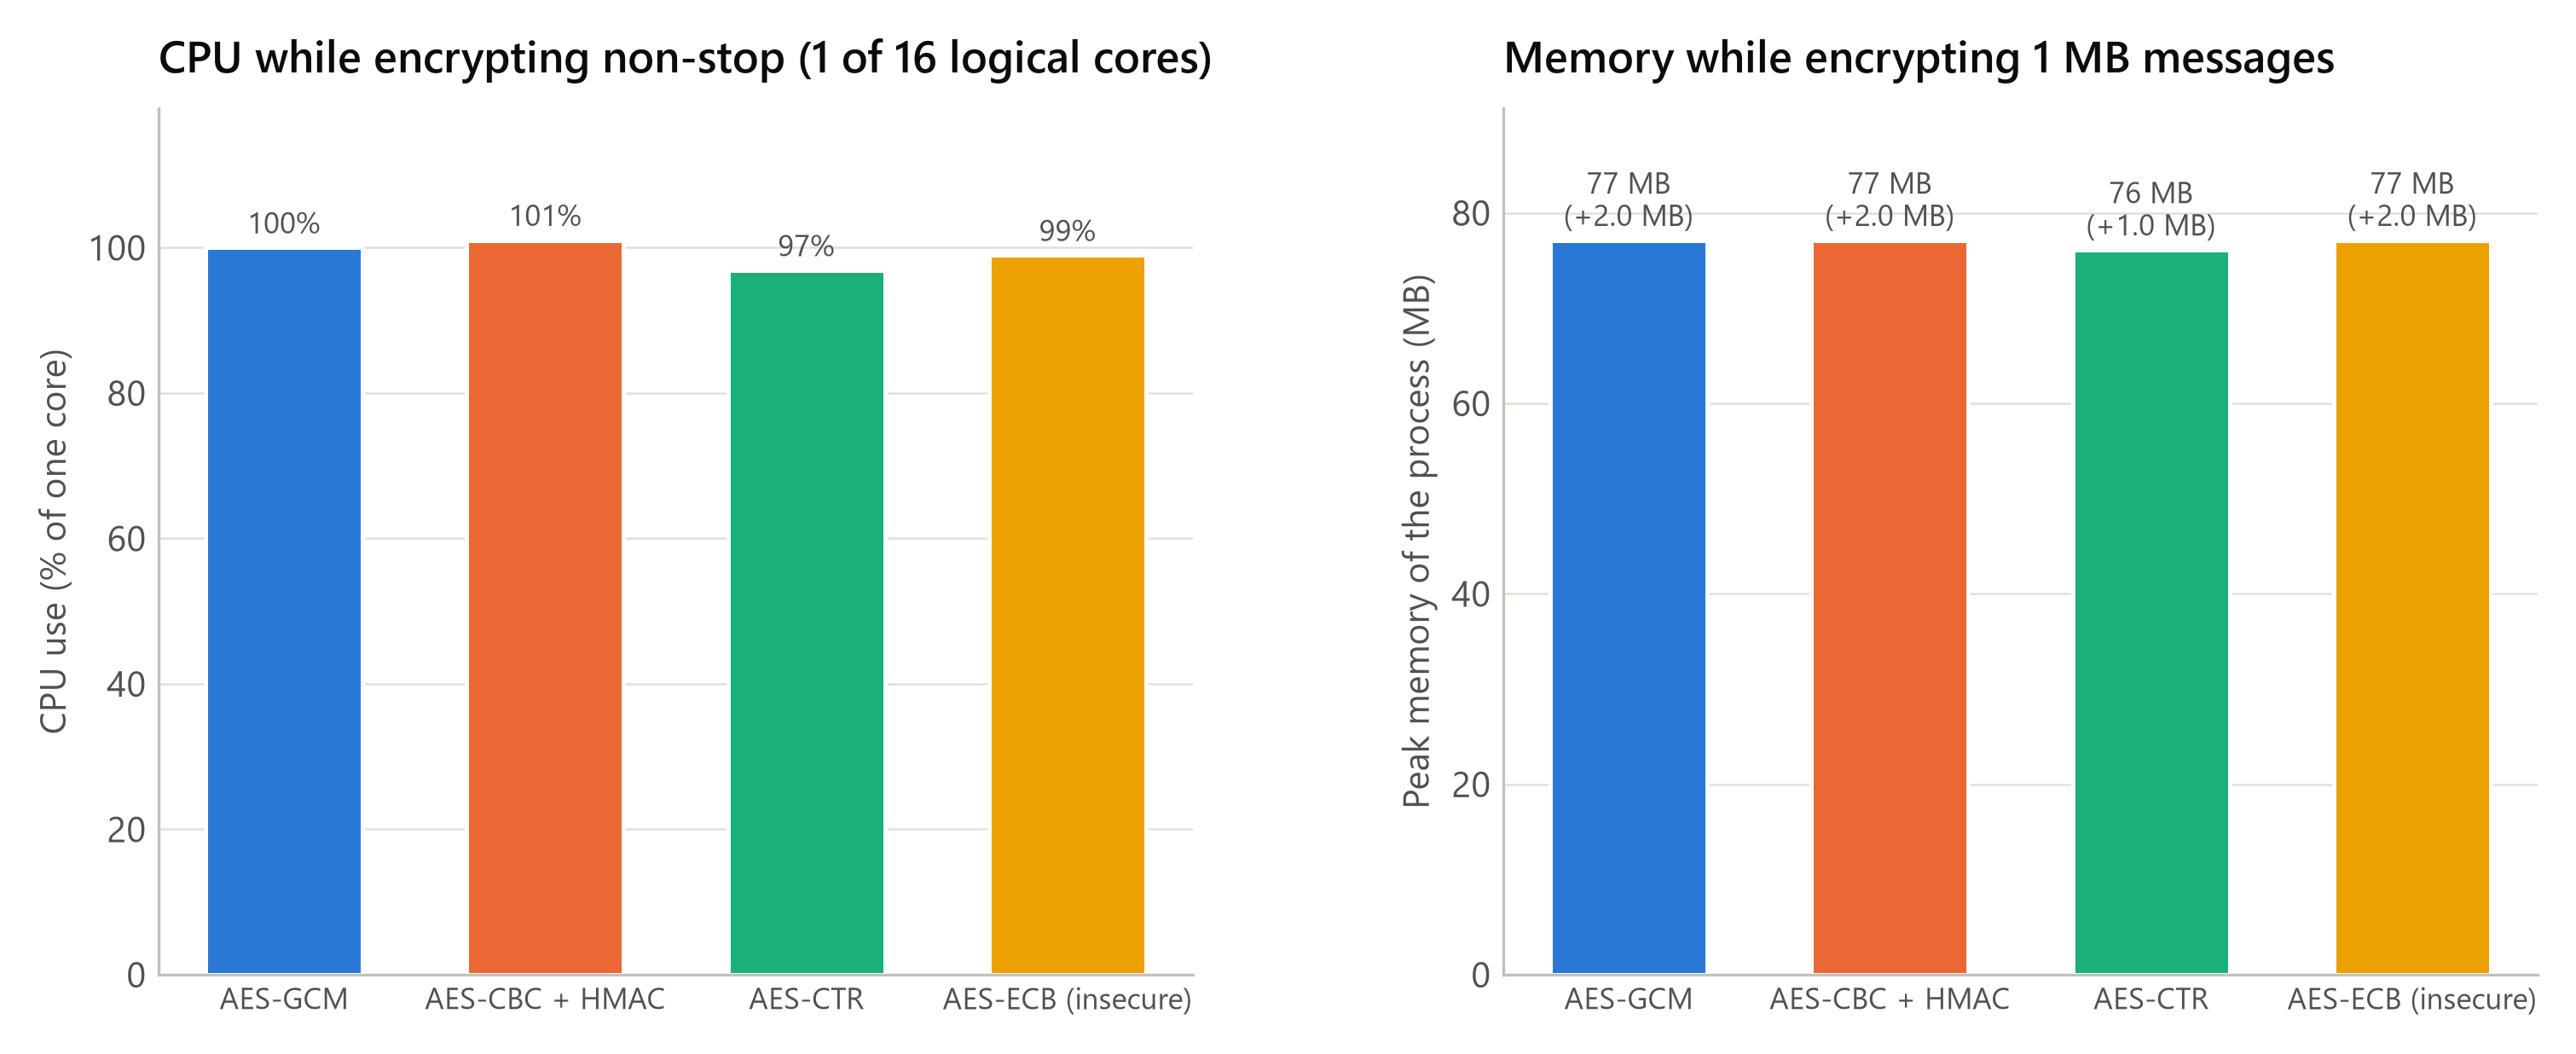 CPU while encrypting non-stop (1 of 16 logical cores)
CPU use (% of one core)
100
80
60
40
20
0
100%
101%
97%
99%
AES-GCM
AES-CBC + HMAC
AES-CTR
AES-ECB (insecure)
Memory while encrypting 1 MB messages
Peak memory of the process (MB)
80
60
40
20
0
77 MB
(+2.0 MB)
77 MB
(+2.0 MB)
76 MB
(+1.0 MB)
77 MB
(+2.0 MB)
AES-GCM
AES-CBC + HMAC
AES-CTR
AES-ECB (insecure)